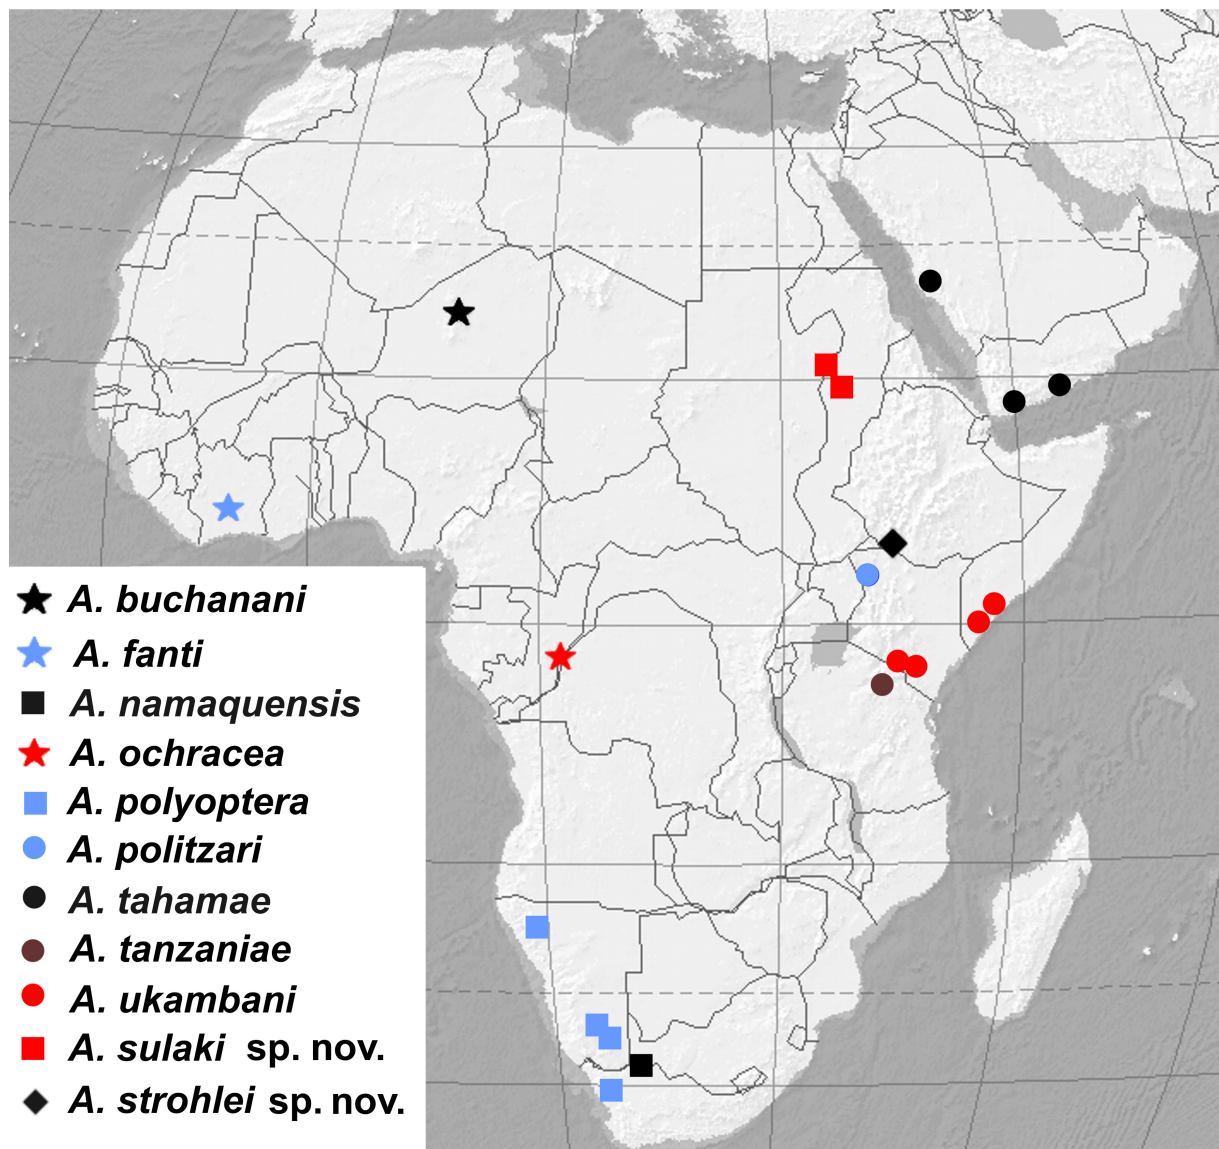 A. buchanani
A. fanti
A. namaquensis
A. ochracea
A. polyoptera
A. politzari
A. tahamae
A. tanzaniae
A. ukambani
A. sulaki sp. nov.
A. strohlei sp. nov.